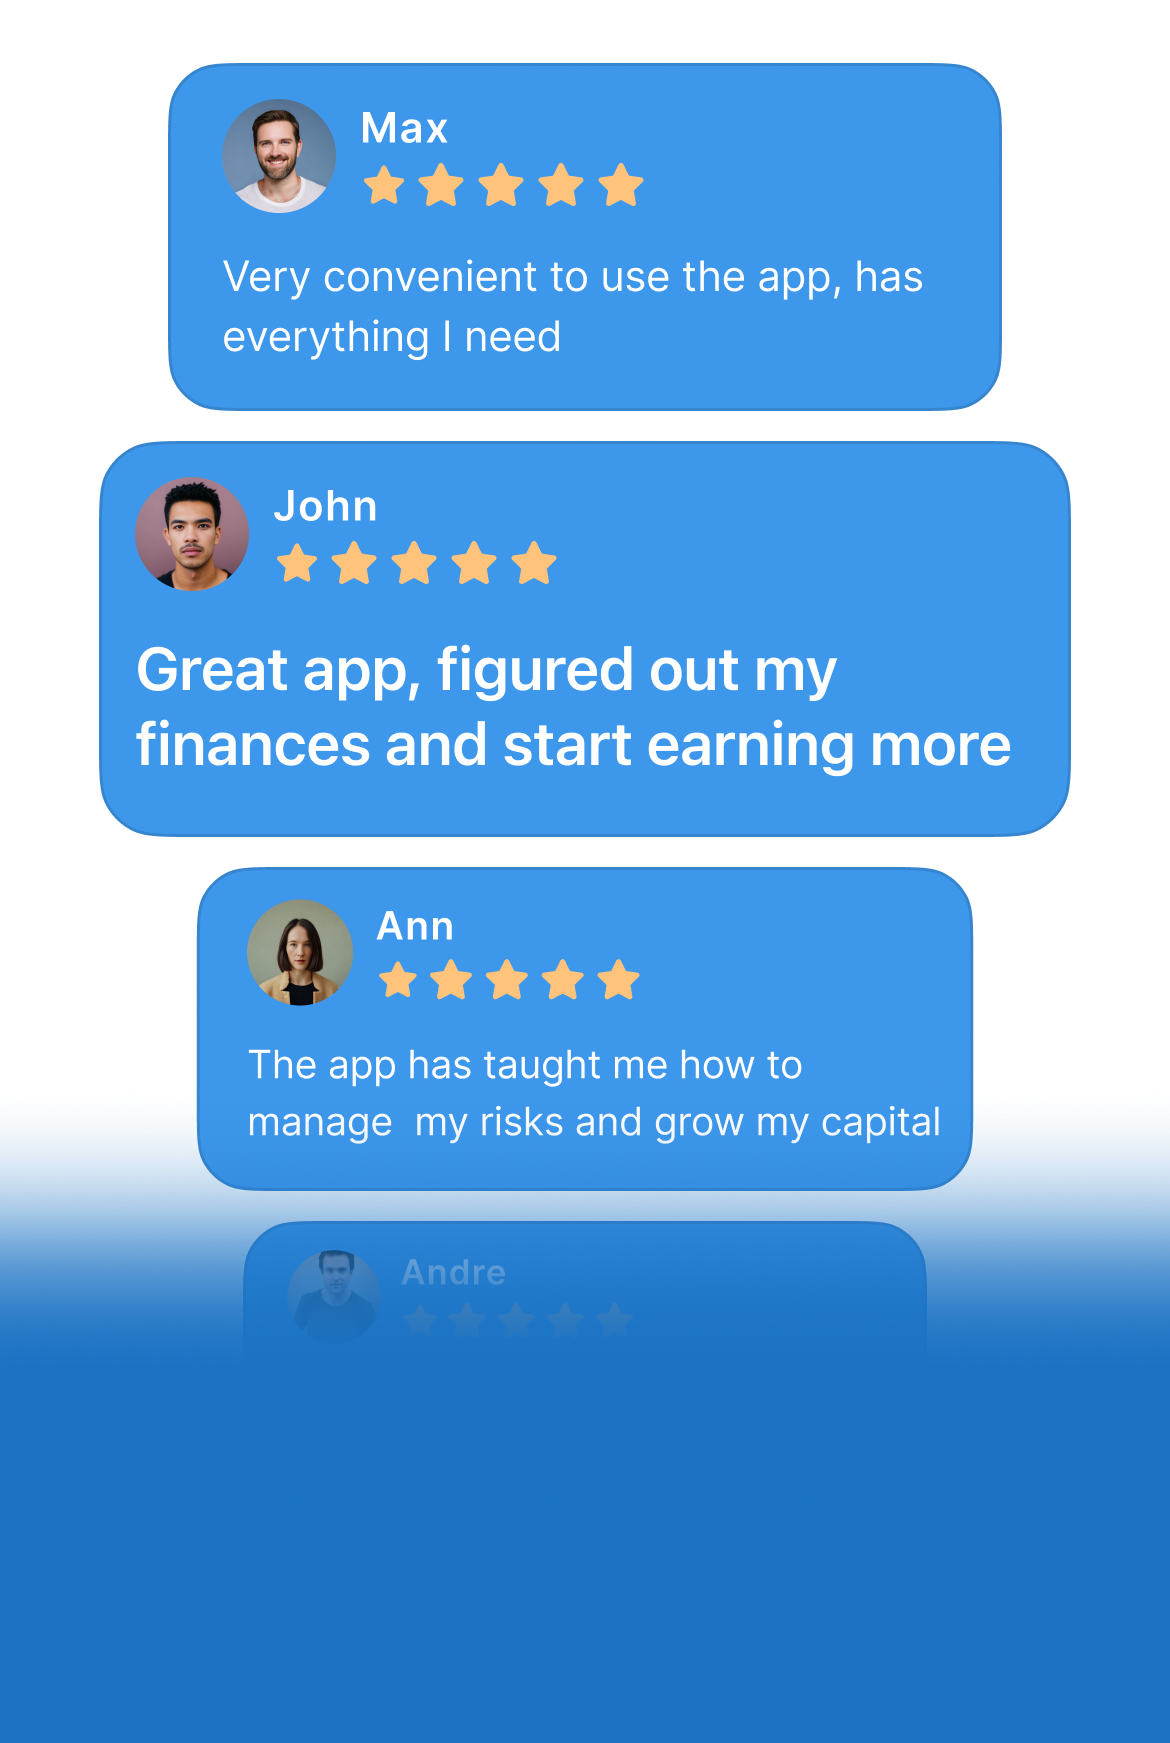 Max
Very convenient to use the app, has
everything I need
John
Great app, figured out my
finances and start earning more
Ann
The app has taught me how to
manage  my risks and grow my capital
Andre